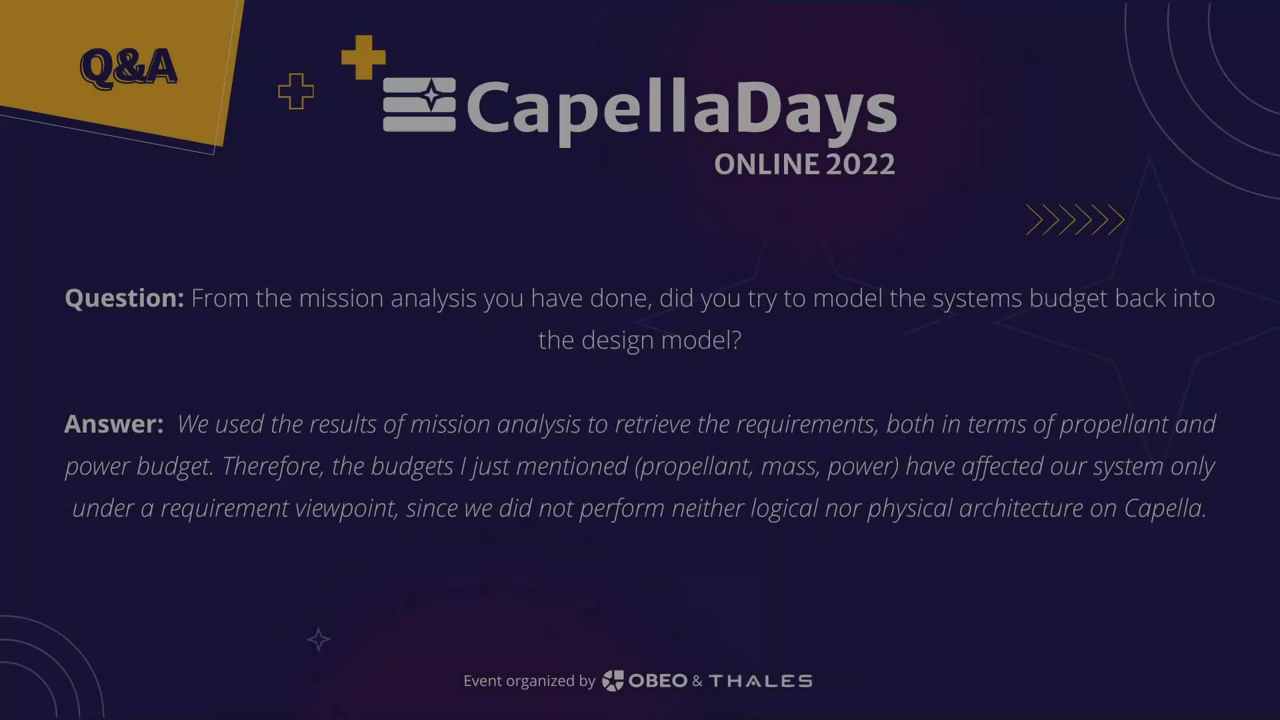 Q&A
CapellaDays
ONLINE 2022
Question: From the mission analysis you have done, did you try to model the systems budget back into
the design model?
Answer: We used the results of mission analysis to retrieve the requirements, both in terms of propellant and
power budget. Therefore, the budgets I just mentioned (propellant, mass, power) have affected our system only
under a requirement viewpoint, since we did not perform neither logical nor physical architecture on Capella.
Event organized by OBEO & THALES